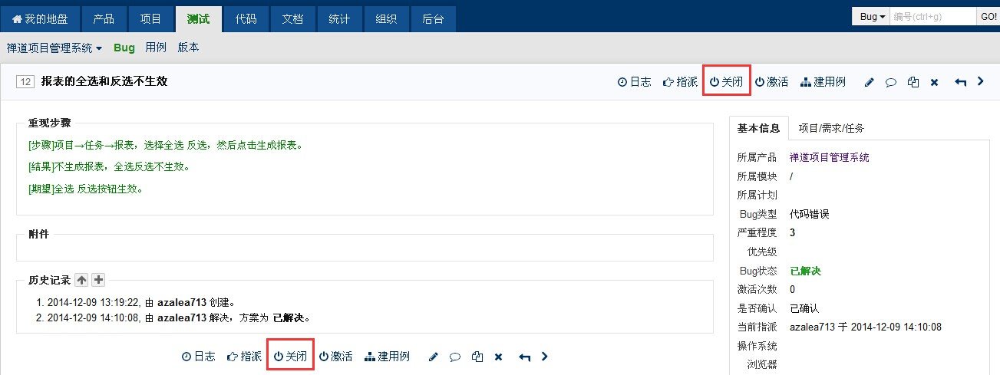 我的地盘 产品 项目 测试 代码 文档 统计 组织 后台 Bug 编号(ctrl+g) GO!
禅道项目管理系统 Bug 用例 版本
12 报表的全选和反选不生效 日志 指派 关闭 激活 建用例
重现步骤
[步骤]项目→任务→报表，选择全选 反选，然后点击生成报表。
[结果]不生成报表，全选反选不生效。
[期望]全选 反选按钮生效。
附件
历史记录
1. 2014-12-09 13:19:22, 由 azalea713 创建。
2. 2014-12-09 14:10:08, 由 azalea713 解决，方案为 已解决。
日志 指派 关闭 激活 建用例
基本信息 项目/需求/任务
所属产品 禅道项目管理系统
所属模块 /
所属计划
Bug类型 代码错误
严重程度 3
优先级
Bug状态 已解决
激活次数 0
是否确认 已确认
当前指派 azalea713 于 2014-12-09 14:10:08
操作系统
浏览器